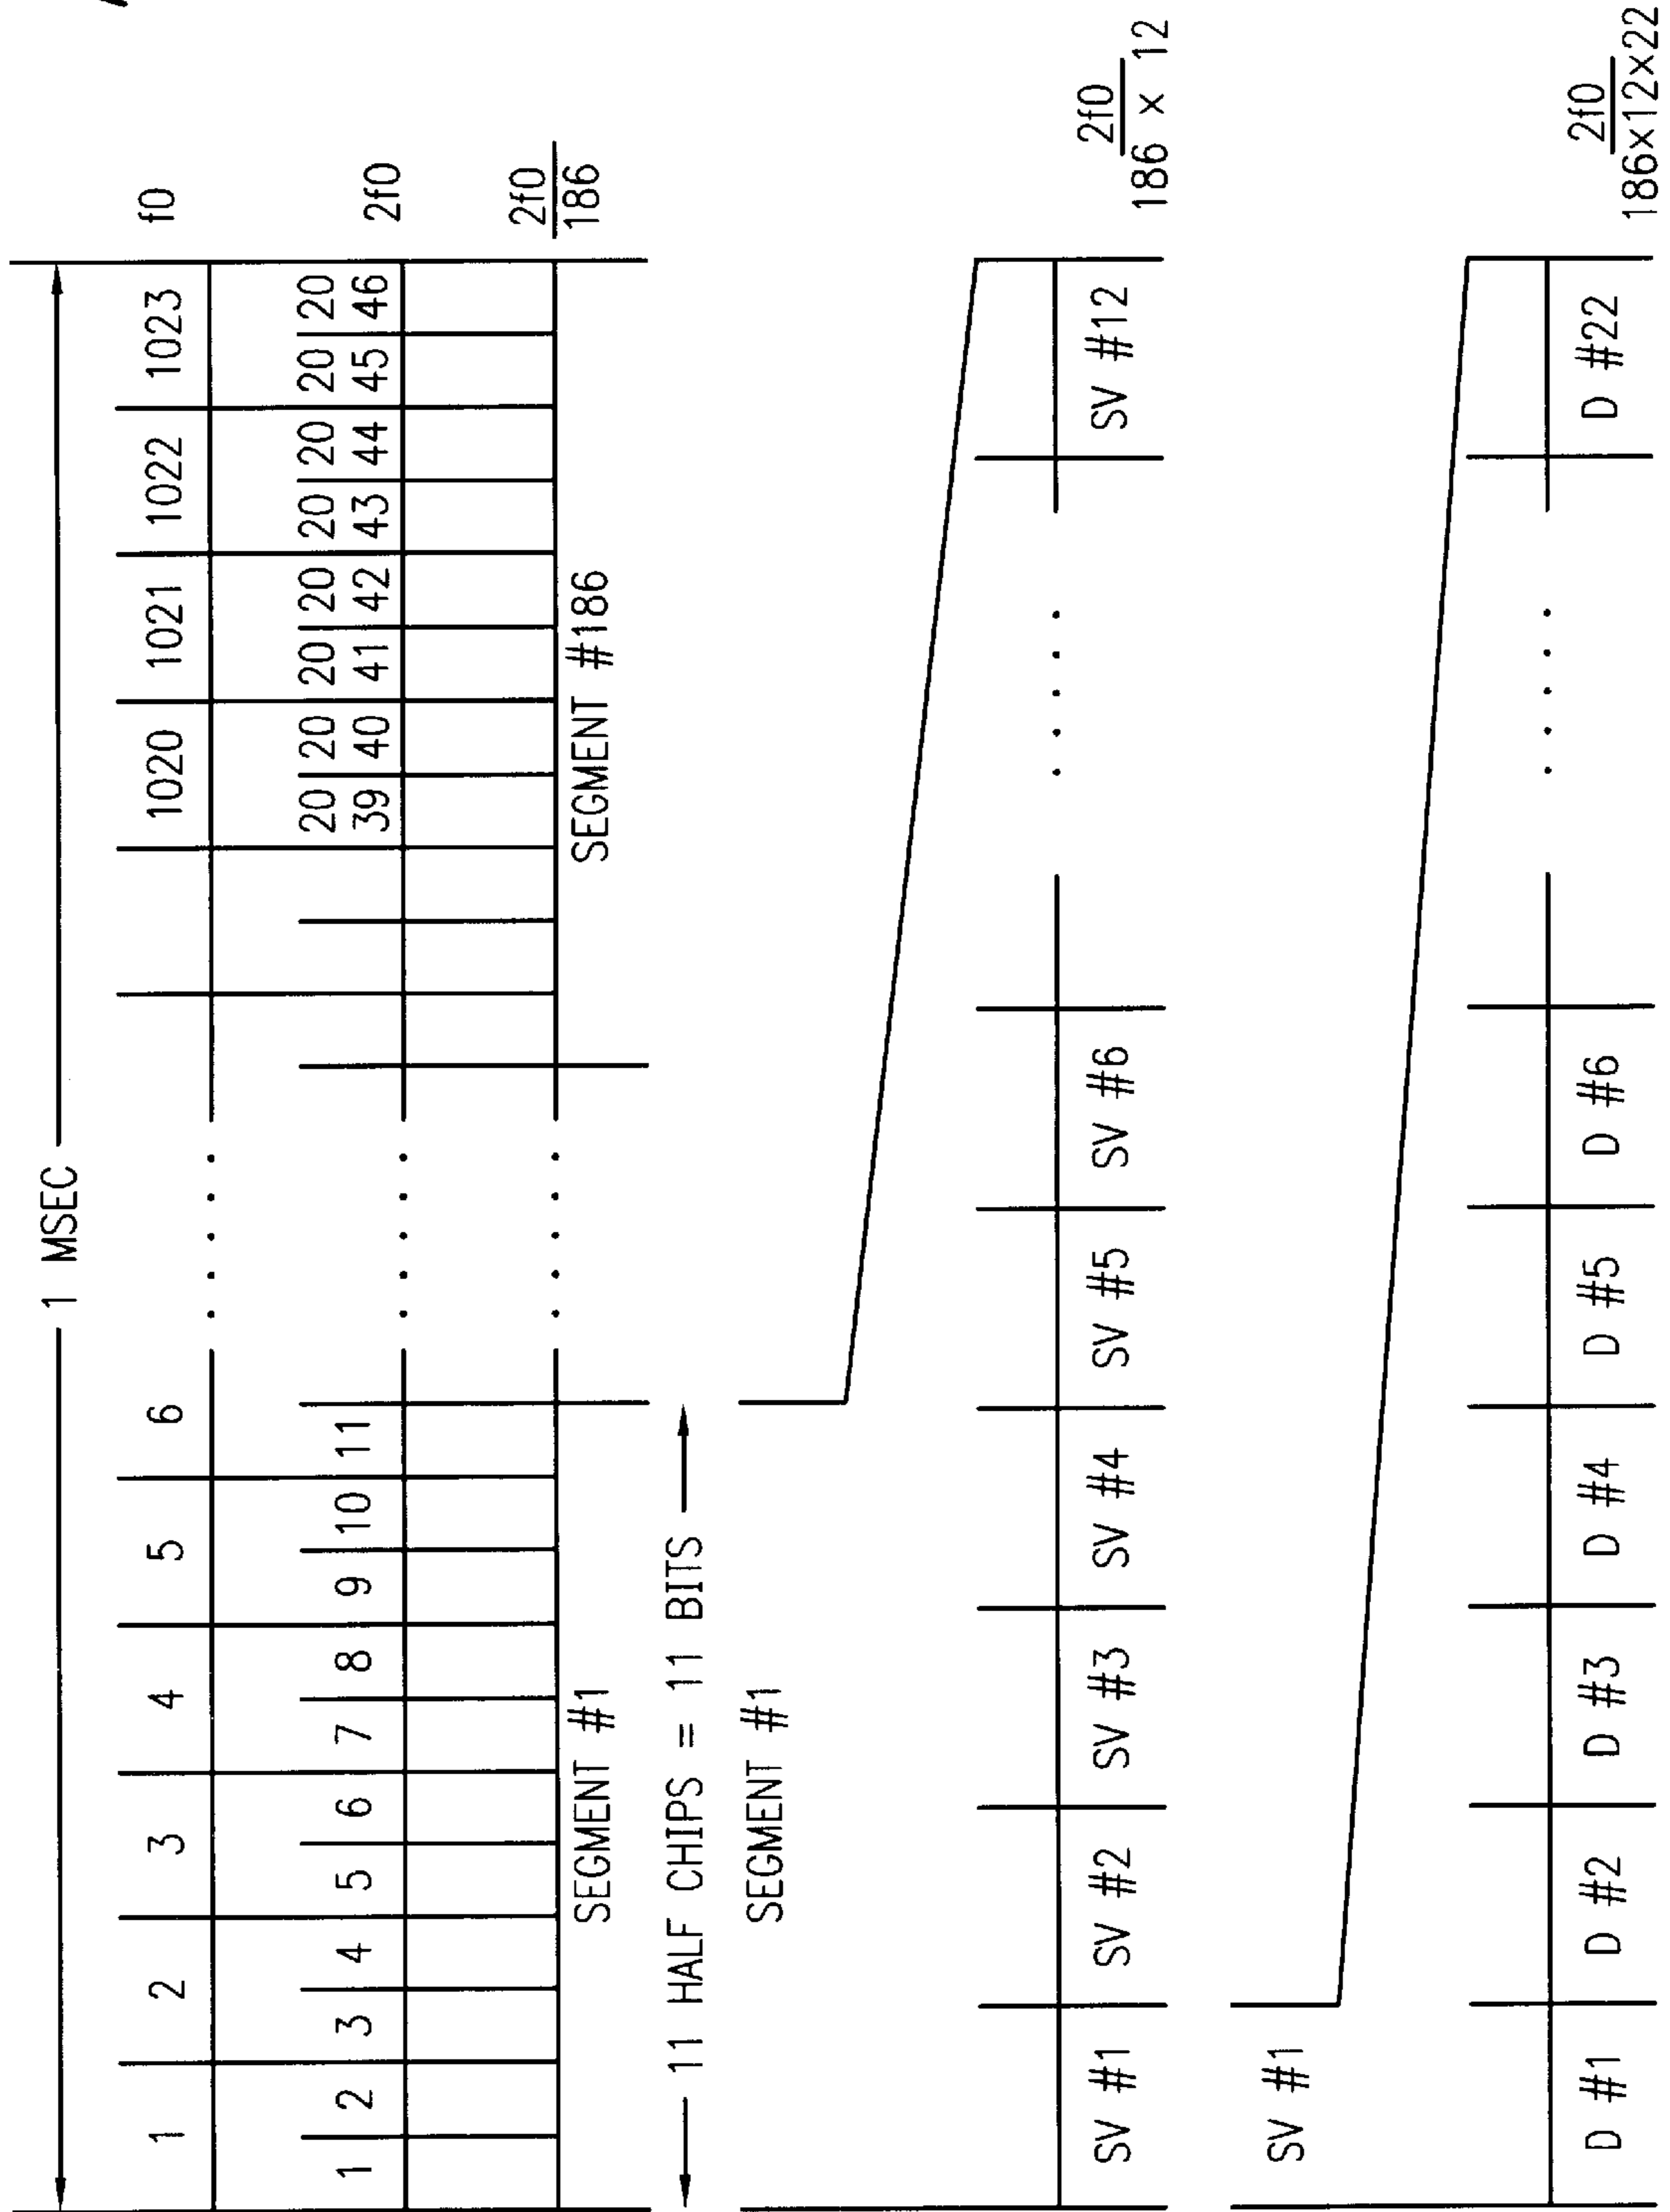 1 MSEC
1 2 3 4 5 6 1020 1021 1022 1023 f0
20 20 20 20 20 20 20 20
1 2 3 4 5 6 7 8 9 10 11 39 40 41 42 43 44 45 46 2f0
SEGMENT #1 SEGMENT #186 2f0
186
11 HALF CHIPS = 11 BITS
SEGMENT #1
SV #1 SV #2 SV #3 SV #4 SV #5 SV #6 SV #12 2f0
186 × 12
SV #1
D #1 D #2 D #3 D #4 D #5 D #6 D #22 2f0
186×12×22